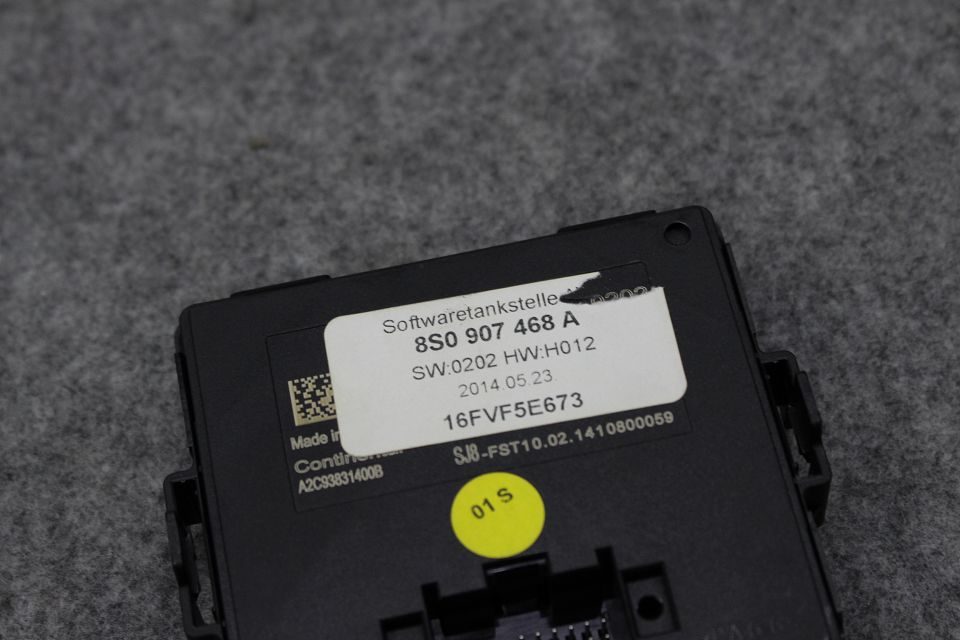 Softwaretankstelle
8S0 907 468 A
SW:0202 HW:H012
2014.05.23
16FVF5E673
Made in
A2C93831400B
SJ8-FST10.02.1410800059
01 S